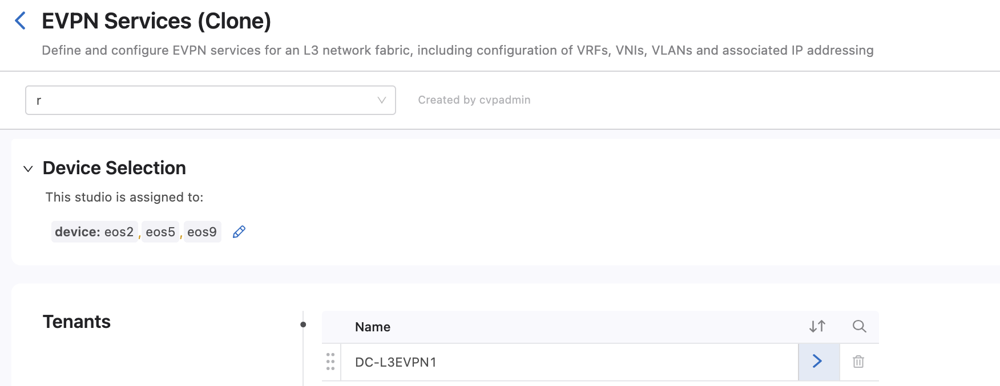 EVPN Services (Clone)
Define and configure EVPN services for an L3 network fabric, including configuration of VRFs, VNIs, VLANs and associated IP addressing
r
Created by cvpadmin
Device Selection
This studio is assigned to:
device: eos2 , eos5 , eos9
Tenants
Name
DC-L3EVPN1